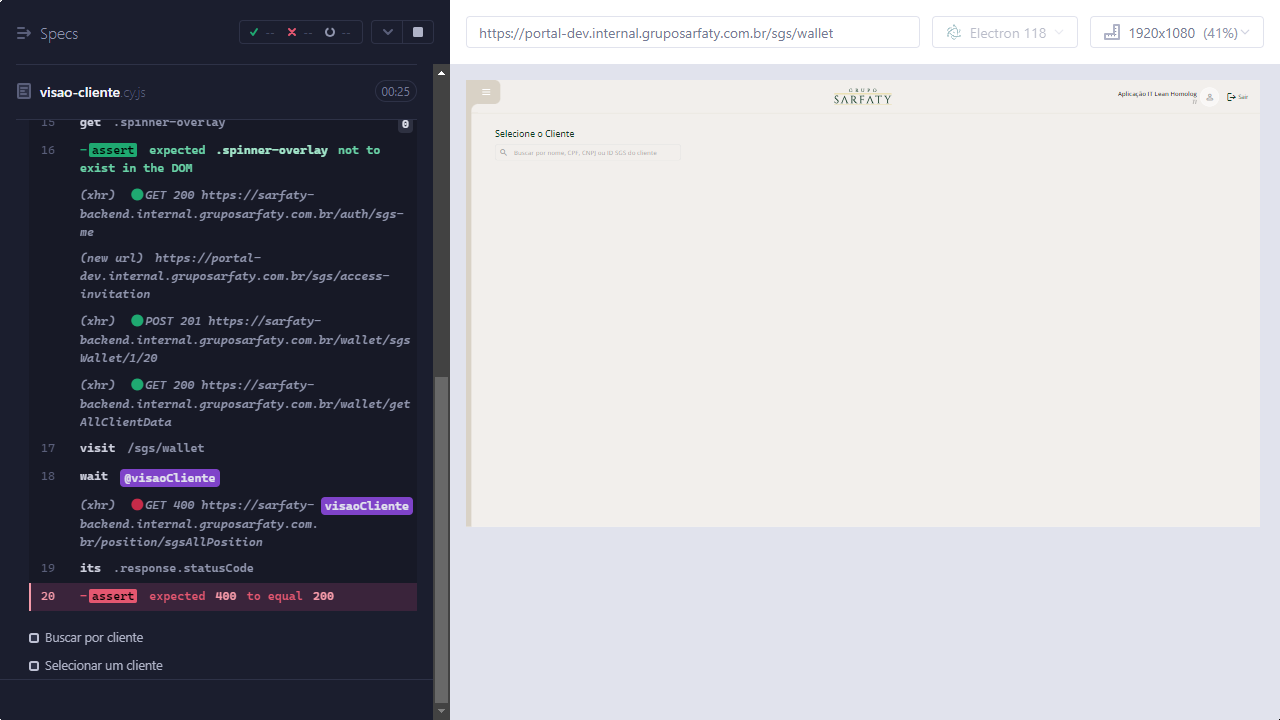 Specs
--
--
--
visao-cliente.cy.js
00:25
15 get .spinner-overlay 0
16 -assert expected .spinner-overlay not to
exist in the DOM
(xhr) GET 200 https://sarfaty-
backend.internal.gruposarfaty.com.br/auth/sgs-
me
(new url) https://portal-
dev.internal.gruposarfaty.com.br/sgs/access-
invitation
(xhr) POST 201 https://sarfaty-
backend.internal.gruposarfaty.com.br/wallet/sgs
Wallet/1/20
(xhr) GET 200 https://sarfaty-
backend.internal.gruposarfaty.com.br/wallet/get
AllClientData
17 visit /sgs/wallet
18 wait @visaoCliente
(xhr) GET 400 https://sarfaty- visaoCliente
backend.internal.gruposarfaty.com.
br/position/sgsAllPosition
19 its .response.statusCode
20 -assert expected 400 to equal 200
Buscar por cliente
Selecionar um cliente
https://portal-dev.internal.gruposarfaty.com.br/sgs/wallet
Electron 118
1920x1080 (41%)
GRUPO
SARFATY
Aplicação IT Lean Homolog
Sair
Selecione o Cliente
Buscar por nome, CPF, CNPJ ou ID SGS do cliente